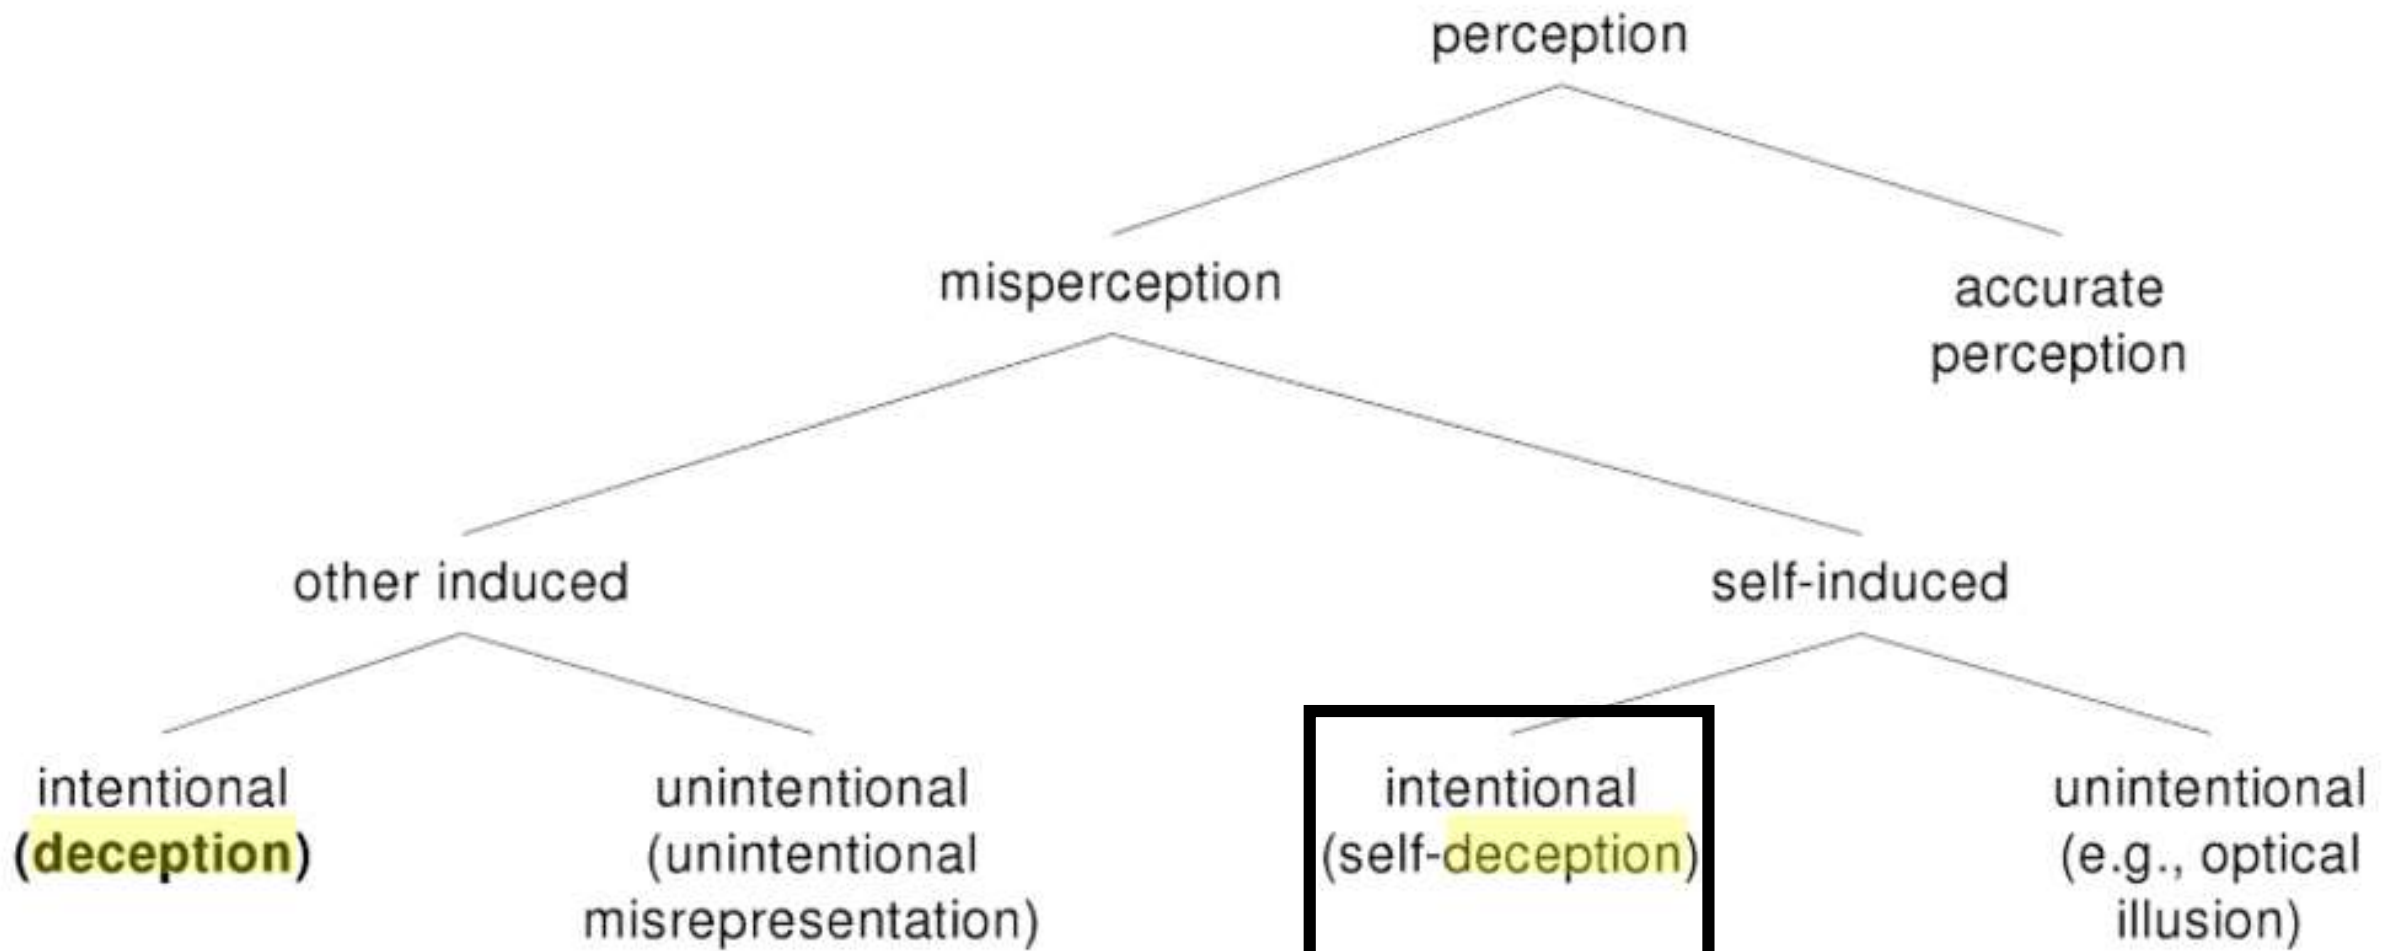 perception
misperception
accurate
perception
other induced
self-induced
intentional
(deception)
unintentional
(unintentional
misrepresentation)
intentional
(self-deception)
unintentional
(e.g., optical
illusion)